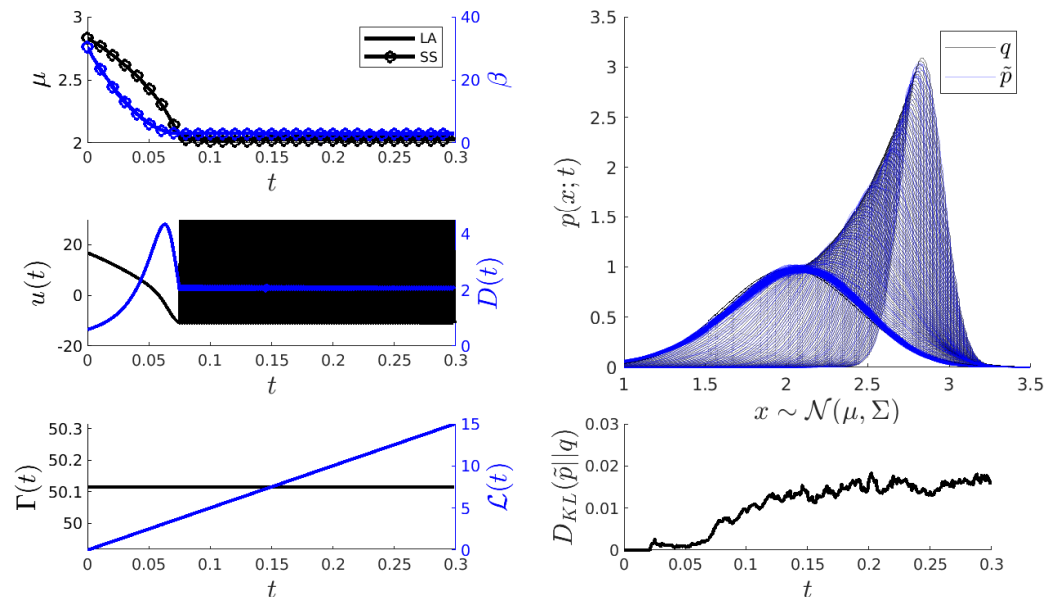 3
2.5
2
μ
LA
SS
40
20
0
β
0 0.05 0.1 0.15 0.2 0.25 0.3
t
20
0
-20
u(t)
4
2
0
D(t)
0 0.05 0.1 0.15 0.2 0.25 0.3
t
50.3
50.2
50.1
50
Γ(t)
15
10
5
0
ℒ(t)
0 0.05 0.1 0.15 0.2 0.25 0.3
t
3.5
3
2.5
2
1.5
1
0.5
0
p(x; t)
q
p̃
1 1.5 2 2.5 3 3.5
x ∼ 𝒩(μ, Σ)
0.03
0.02
0.01
0
D_{KL}(p̃||q)
0 0.05 0.1 0.15 0.2 0.25 0.3
t